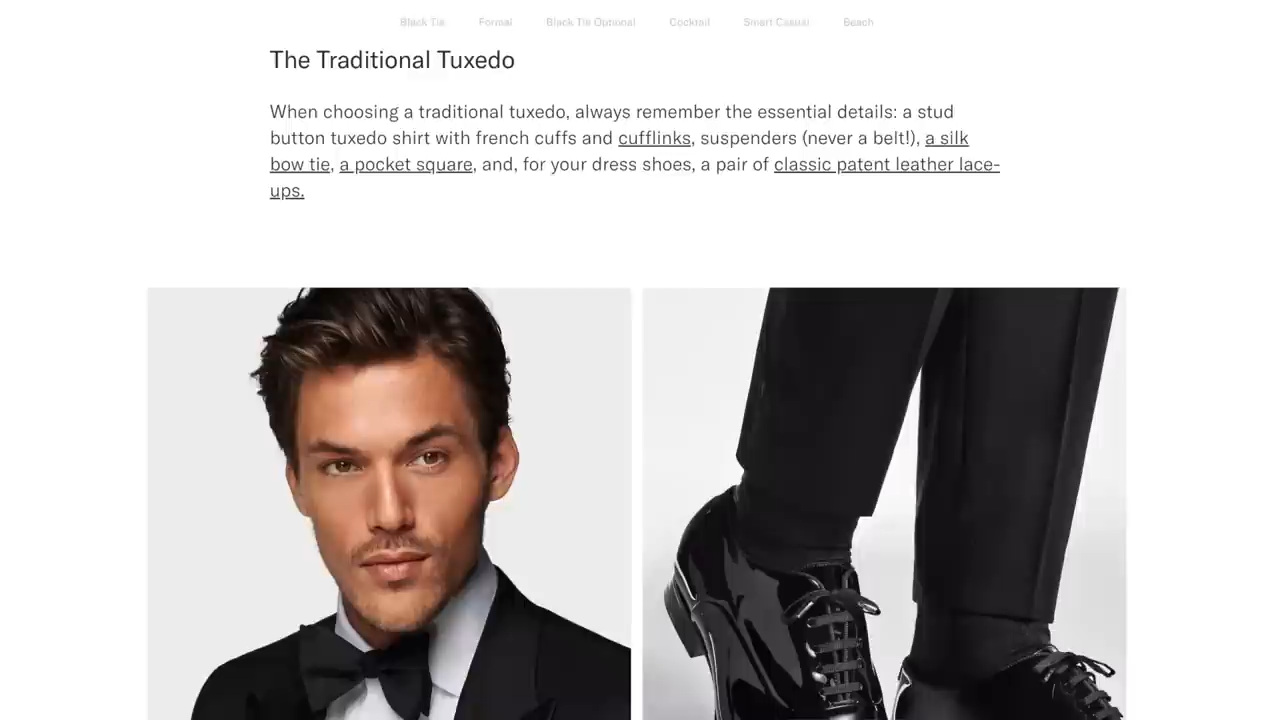 Black Tie Formal Black Tie Optional Cocktail Smart Casual Beach
The Traditional Tuxedo
When choosing a traditional tuxedo, always remember the essential details: a stud
button tuxedo shirt with french cuffs and cufflinks, suspenders (never a belt!), a silk
bow tie, a pocket square, and, for your dress shoes, a pair of classic patent leather lace-
ups.